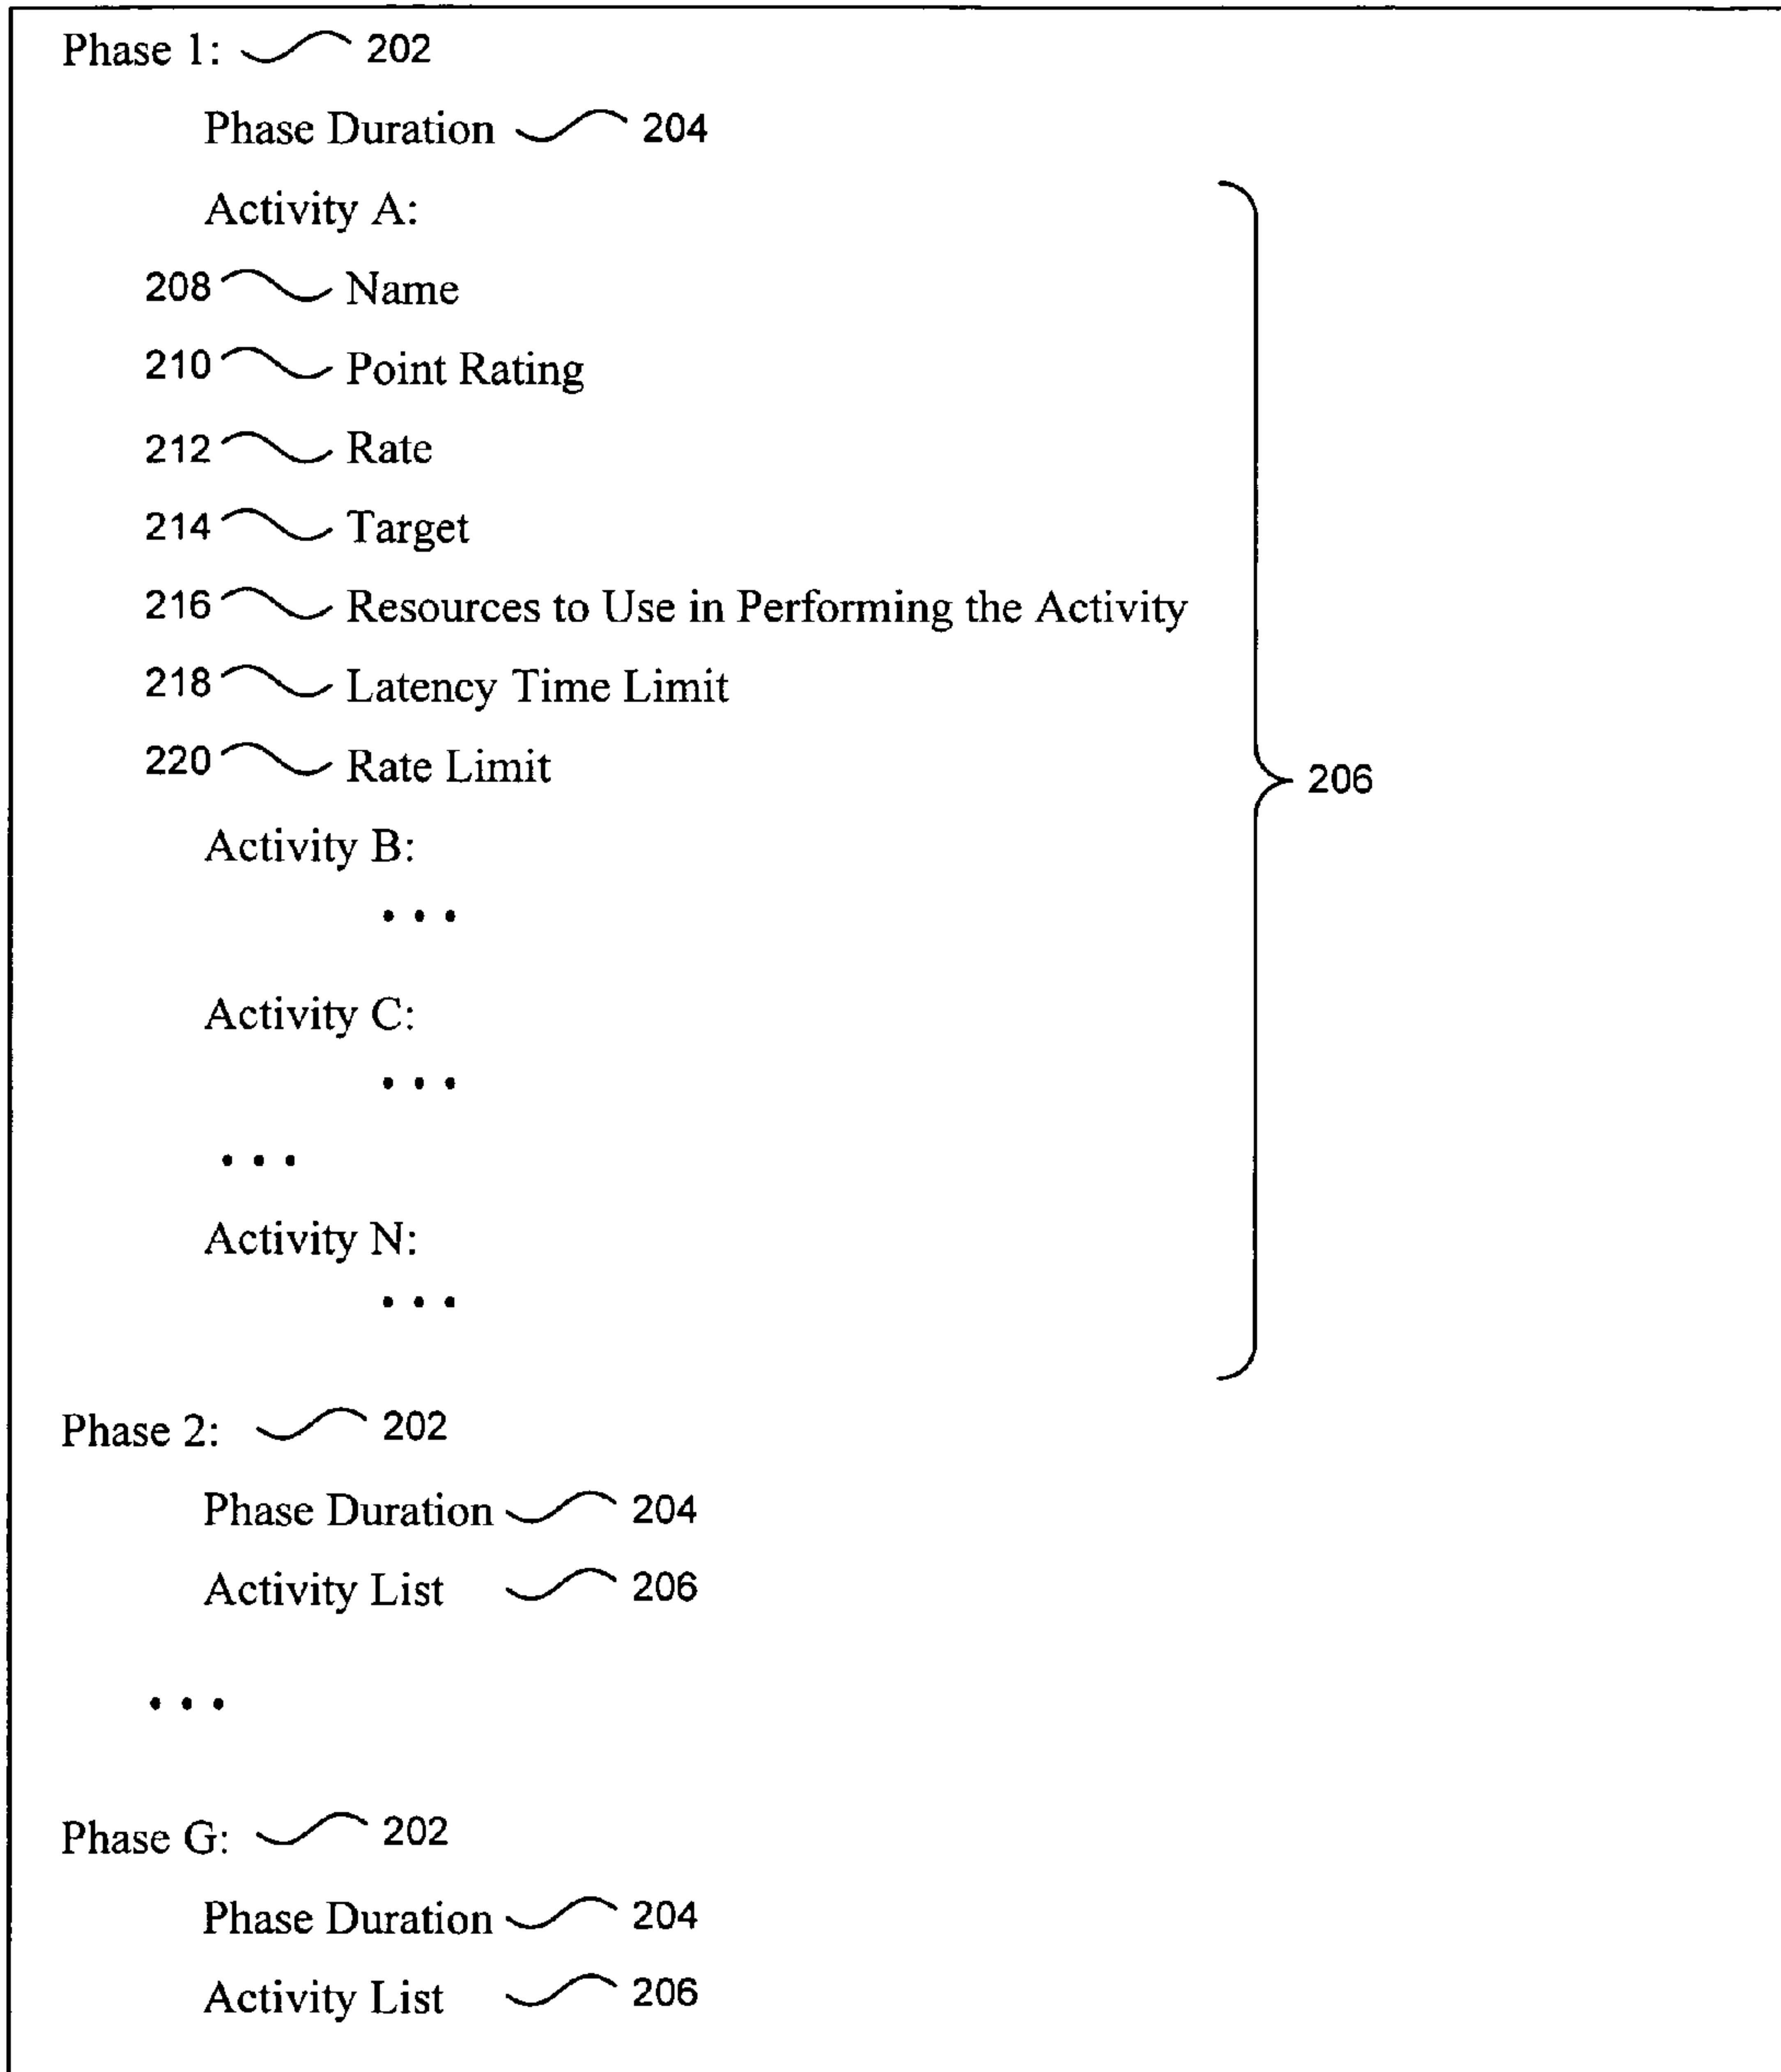 Phase 1: 202
Phase Duration 204
Activity A:
208 Name
210 Point Rating
212 Rate
214 Target
216 Resources to Use in Performing the Activity
218 Latency Time Limit
220 Rate Limit
206
Activity B:
• • •
Activity C:
• • •
• • •
Activity N:
• • •
Phase 2: 202
Phase Duration 204
Activity List 206
• • •
Phase G: 202
Phase Duration 204
Activity List 206